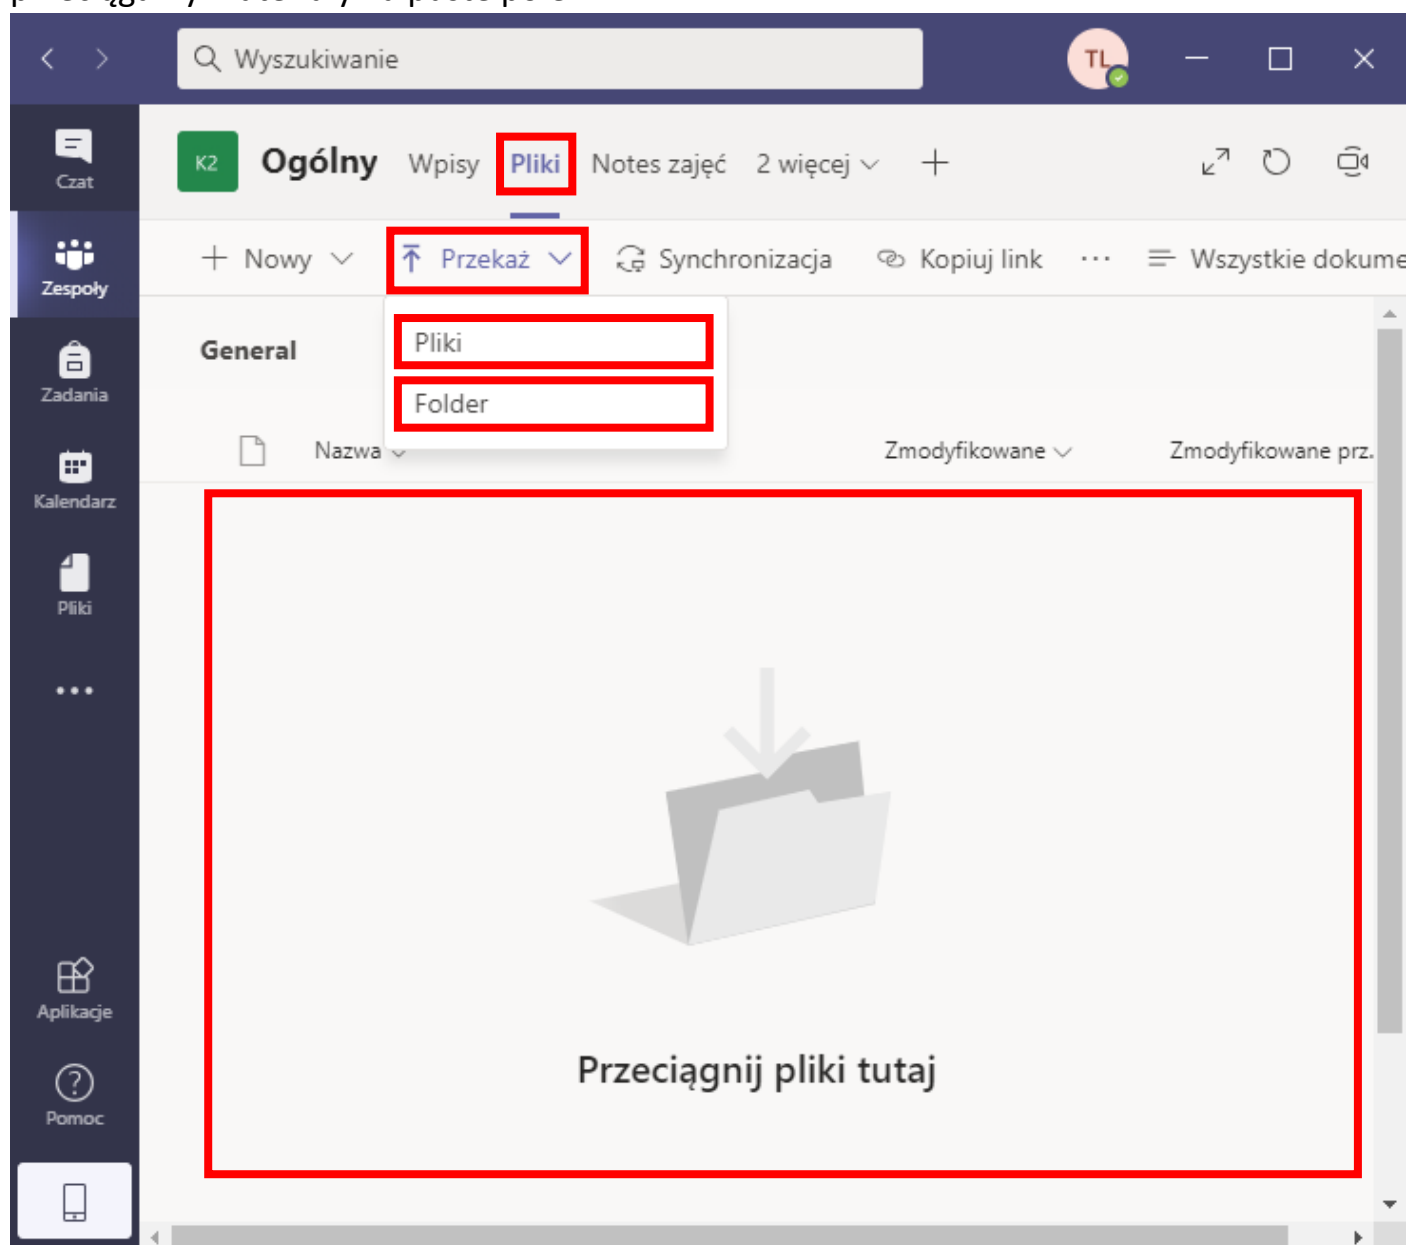 Wyszukiwanie
TL
Czat
K2 Ogólny Wpisy Pliki Notes zajęć 2 więcej
Zespoły
Nowy Przekaż Synchronizacja Kopiuj link ... Wszystkie dokume
General
Pliki
Folder
Zadania
Nazwa Zmodyfikowane Zmodyfikowane prz.
Kalendarz
Pliki
Przeciągnij pliki tutaj
Aplikacje
Pomoc